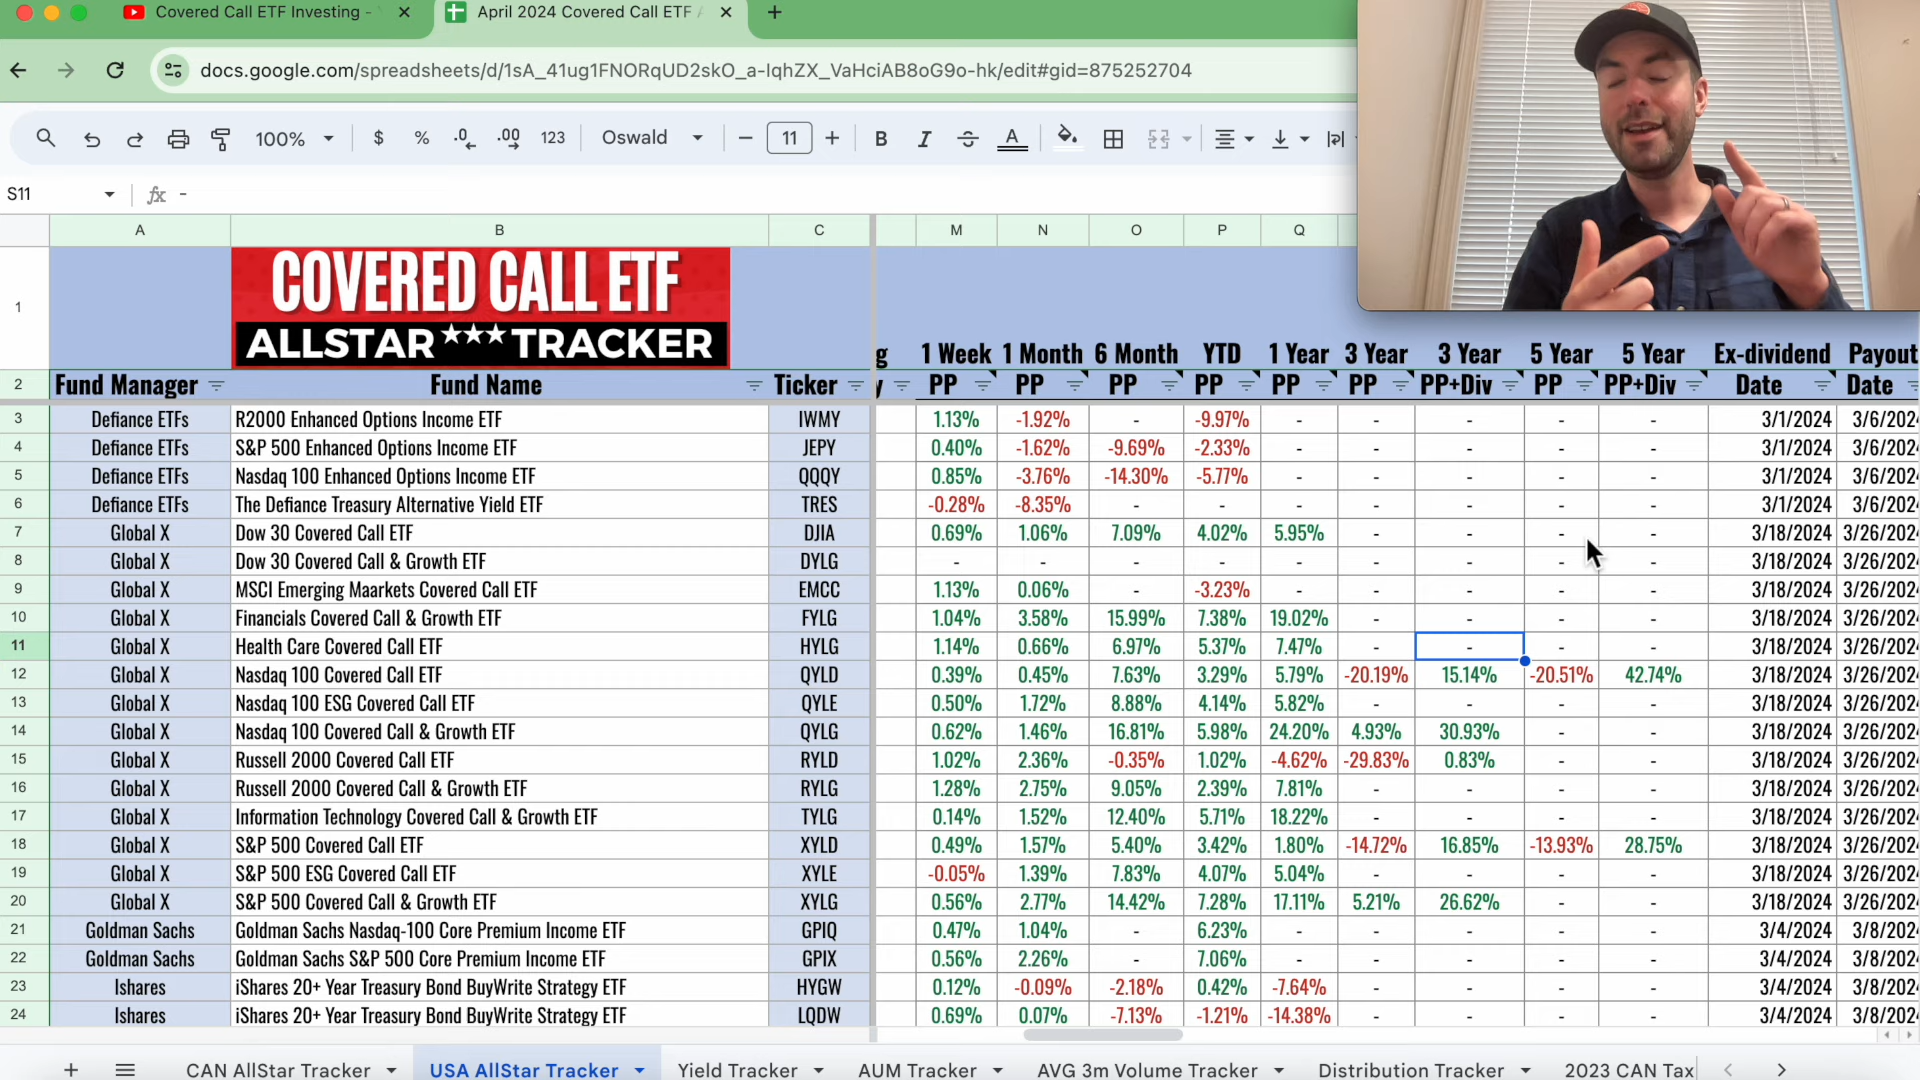 Covered Call ETF Investing -
April 2024 Covered Call ETF
docs.google.com/spreadsheets/d/1sA_41ug1FNORqUD2skO_a-IqhZX_VaHciAB8oG9o-hk/edit#gid=875252704
100% $ % .0 .00 123 Oswald 11 B I A
S11 fx -
A B C M N O P Q
1
COVERED CALL ETF
ALLSTAR TRACKER
g 1 Week 1 Month 6 Month YTD 1 Year 3 Year 3 Year 5 Year 5 Year Ex-dividend Payou
2 Fund Manager Fund Name Ticker y PP PP PP PP PP PP PP+Div PP PP+Div Date Date
3 Defiance ETFs R2000 Enhanced Options Income ETF IWMY 1.13% -1.92% - -9.97% - - - - - 3/1/2024 3/6/202
4 Defiance ETFs S&P 500 Enhanced Options Income ETF JEPY 0.40% -1.62% -9.69% -2.33% - - - - - 3/1/2024 3/6/202
5 Defiance ETFs Nasdaq 100 Enhanced Options Income ETF QQQY 0.85% -3.76% -14.30% -5.77% - - - - - 3/1/2024 3/6/202
6 Defiance ETFs The Defiance Treasury Alternative Yield ETF TRES -0.28% -8.35% - - - - - - - 3/1/2024 3/6/202
7 Global X Dow 30 Covered Call ETF DJIA 0.69% 1.06% 7.09% 4.02% 5.95% - - - - 3/18/2024 3/26/202
8 Global X Dow 30 Covered Call & Growth ETF DYLG - - - - - - - - - 3/18/2024 3/26/202
9 Global X MSCI Emerging Maarkets Covered Call ETF EMCC 1.13% 0.06% - -3.23% - - - - - 3/18/2024 3/26/202
10 Global X Financials Covered Call & Growth ETF FYLG 1.04% 3.58% 15.99% 7.38% 19.02% - - - - 3/18/2024 3/26/202
11 Global X Health Care Covered Call ETF HYLG 1.14% 0.66% 6.97% 5.37% 7.47% - - - - 3/18/2024 3/26/202
12 Global X Nasdaq 100 Covered Call ETF QYLD 0.39% 0.45% 7.63% 3.29% 5.79% -20.19% 15.14% -20.51% 42.74% 3/18/2024 3/26/202
13 Global X Nasdaq 100 ESG Covered Call ETF QYLE 0.50% 1.72% 8.88% 4.14% 5.82% - - - - 3/18/2024 3/26/202
14 Global X Nasdaq 100 Covered Call & Growth ETF QYLG 0.62% 1.46% 16.81% 5.98% 24.20% 4.93% 30.93% - - 3/18/2024 3/26/202
15 Global X Russell 2000 Covered Call ETF RYLD 1.02% 2.36% -0.35% 1.02% -4.62% -29.83% 0.83% - - 3/18/2024 3/26/202
16 Global X Russell 2000 Covered Call & Growth ETF RYLG 1.28% 2.75% 9.05% 2.39% 7.81% - - - - 3/18/2024 3/26/202
17 Global X Information Technology Covered Call & Growth ETF TYLG 0.14% 1.52% 12.40% 5.71% 18.22% - - - - 3/18/2024 3/26/202
18 Global X S&P 500 Covered Call ETF XYLD 0.49% 1.57% 5.40% 3.42% 1.80% -14.72% 16.85% -13.93% 28.75% 3/18/2024 3/26/202
19 Global X S&P 500 ESG Covered Call ETF XYLE -0.05% 1.39% 7.83% 4.07% 5.04% - - - - 3/18/2024 3/26/202
20 Global X S&P 500 Covered Call & Growth ETF XYLG 0.56% 2.77% 14.42% 7.28% 17.11% 5.21% 26.62% - - 3/18/2024 3/26/202
21 Goldman Sachs Goldman Sachs Nasdaq-100 Core Premium Income ETF GPIQ 0.47% 1.04% - 6.23% - - - - - 3/4/2024 3/8/202
22 Goldman Sachs Goldman Sachs S&P 500 Core Premium Income ETF GPIX 0.56% 2.26% - 7.06% - - - - - 3/4/2024 3/8/202
23 Ishares iShares 20+ Year Treasury Bond BuyWrite Strategy ETF HYGW 0.12% -0.09% -2.18% 0.42% -7.64% - - - - 3/4/2024 3/8/202
24 Ishares iShares 20+ Year Treasury Bond BuyWrite Strategy ETF LQDW 0.69% 0.07% -7.13% -1.21% -14.38% - - - - 3/4/2024 3/8/202
CAN AllStar Tracker USA AllStar Tracker Yield Tracker AUM Tracker AVG 3m Volume Tracker Distribution Tracker 2023 CAN Tax